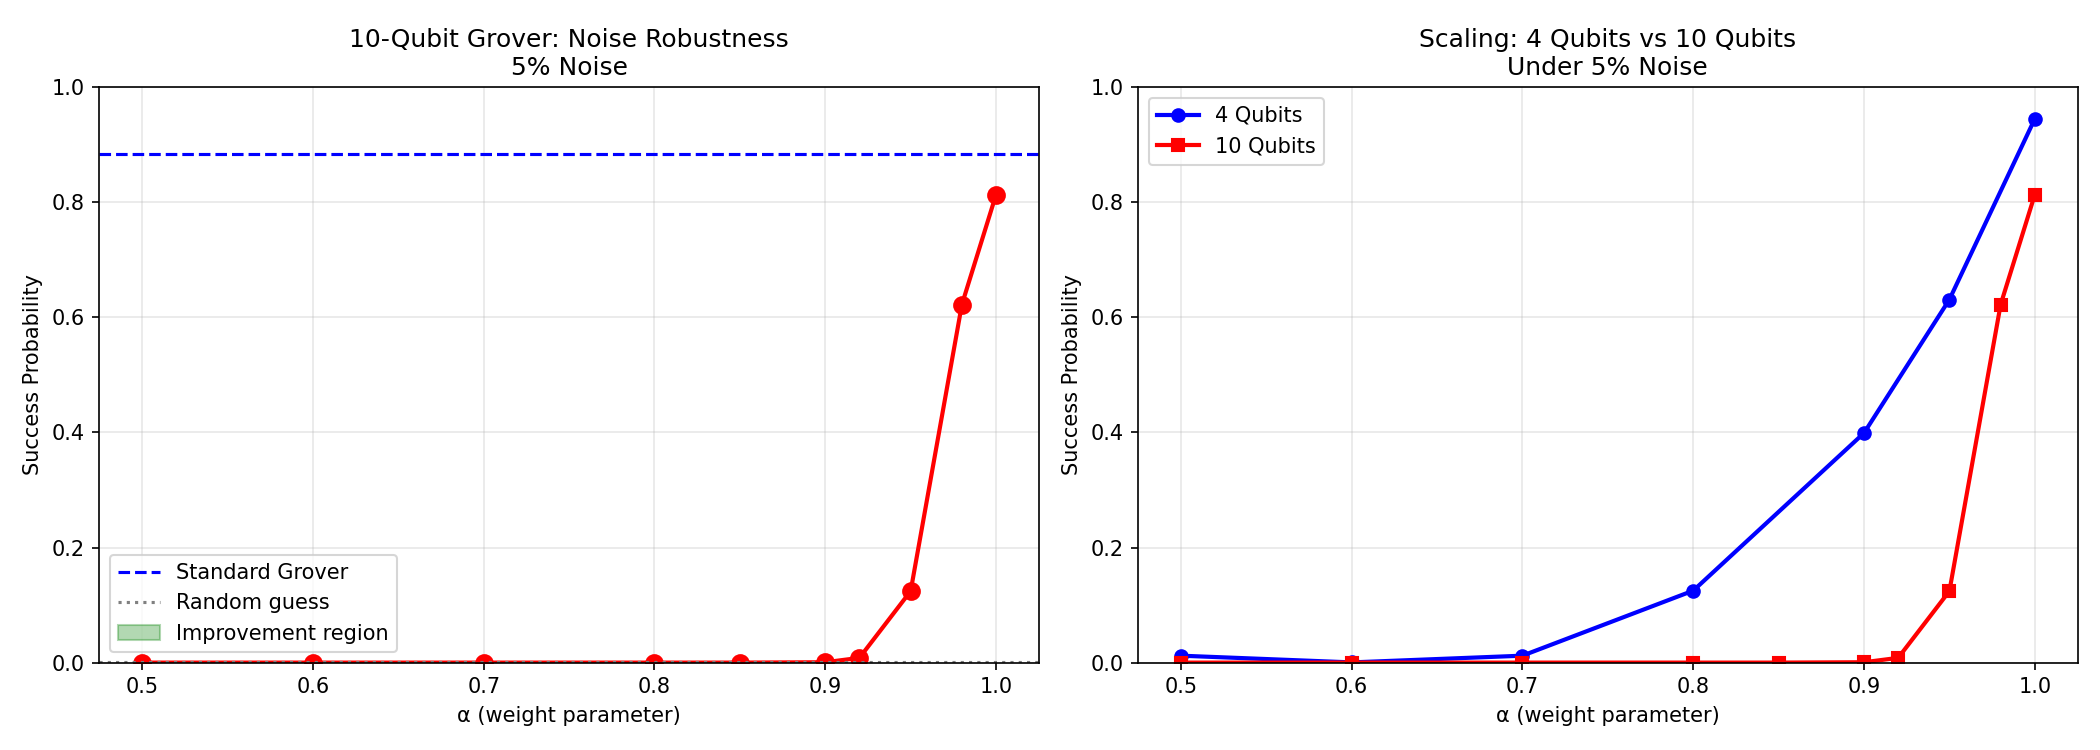 10-Qubit Grover: Noise Robustness
5% Noise
Success Probability
1.0
0.8
0.6
0.4
0.2
0.0
Standard Grover
Random guess
Improvement region
0.5 0.6 0.7 0.8 0.9 1.0
α (weight parameter)
Scaling: 4 Qubits vs 10 Qubits
Under 5% Noise
Success Probability
1.0
0.8
0.6
0.4
0.2
0.0
4 Qubits
10 Qubits
0.5 0.6 0.7 0.8 0.9 1.0
α (weight parameter)